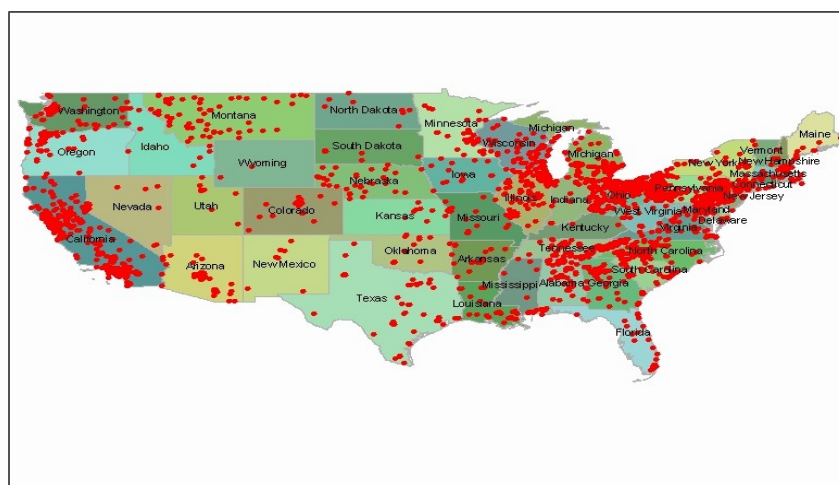 Washington
Montana
North Dakota
Minnesota
Michigan
Maine
Oregon
Idaho
South Dakota
Wisconsin
Michigan
Vermont
New York
New Hampshire
Wyoming
Massachusetts
Nebraska
Iowa
Pennsylvania
Connecticut
Nevada
Utah
Colorado
Illinois
Indiana
Ohio
New Jersey
Kansas
Missouri
West Virginia
Maryland
Delaware
California
Kentucky
Virginia
Arizona
New Mexico
Oklahoma
Arkansas
Tennessee
North Carolina
South Carolina
Texas
Mississippi
Alabama
Georgia
Louisiana
Florida